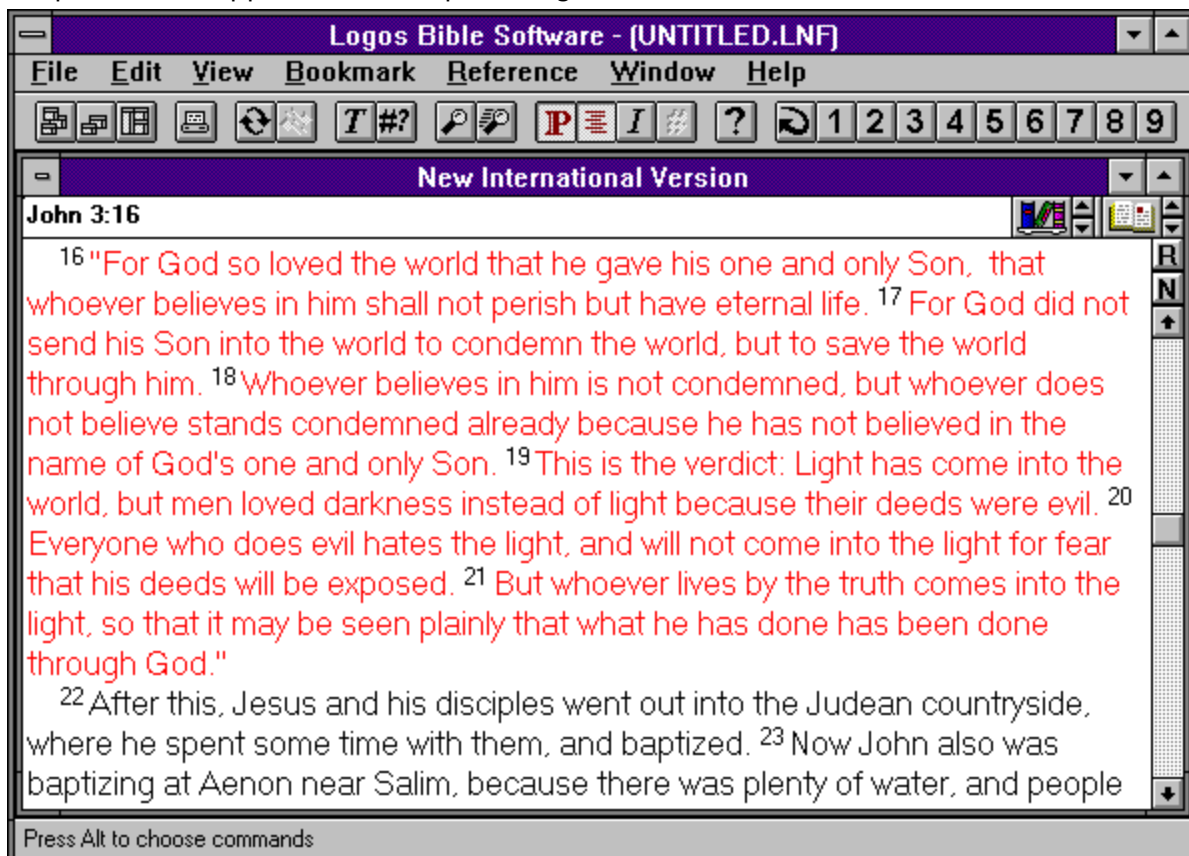 Logos Bible Software - (UNTITLED.LNF)
File Edit View Bookmark Reference Window Help
T #? P I # ? 1 2 3 4 5 6 7 8 9
New International Version
John 3:16
R
N
16 "For God so loved the world that he gave his one and only Son,  that
whoever believes in him shall not perish but have eternal life. 17 For God did not
send his Son into the world to condemn the world, but to save the world
through him. 18 Whoever believes in him is not condemned, but whoever does
not believe stands condemned already because he has not believed in the
name of God's one and only Son. 19 This is the verdict: Light has come into the
world, but men loved darkness instead of light because their deeds were evil. 20
Everyone who does evil hates the light, and will not come into the light for fear
that his deeds will be exposed. 21 But whoever lives by the truth comes into the
light, so that it may be seen plainly that what he has done has been done
through God."
22 After this, Jesus and his disciples went out into the Judean countryside,
where he spent some time with them, and baptized. 23 Now John also was
baptizing at Aenon near Salim, because there was plenty of water, and people
Press Alt to choose commands